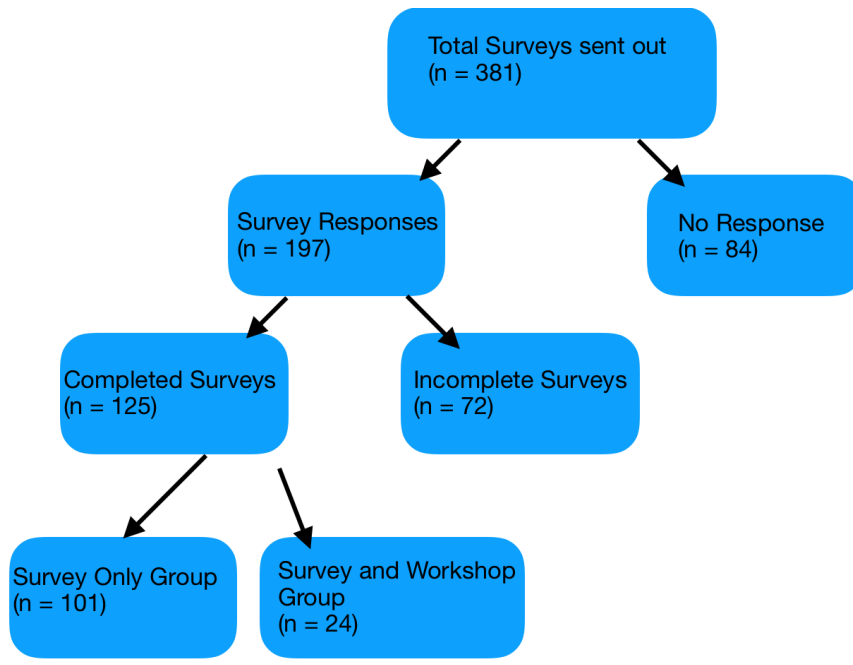 Total Surveys sent out
(n = 381)
Survey Responses
(n = 197)
No Response
(n = 84)
Completed Surveys
(n = 125)
Incomplete Surveys
(n = 72)
Survey Only Group
(n = 101)
Survey and Workshop
Group
(n = 24)